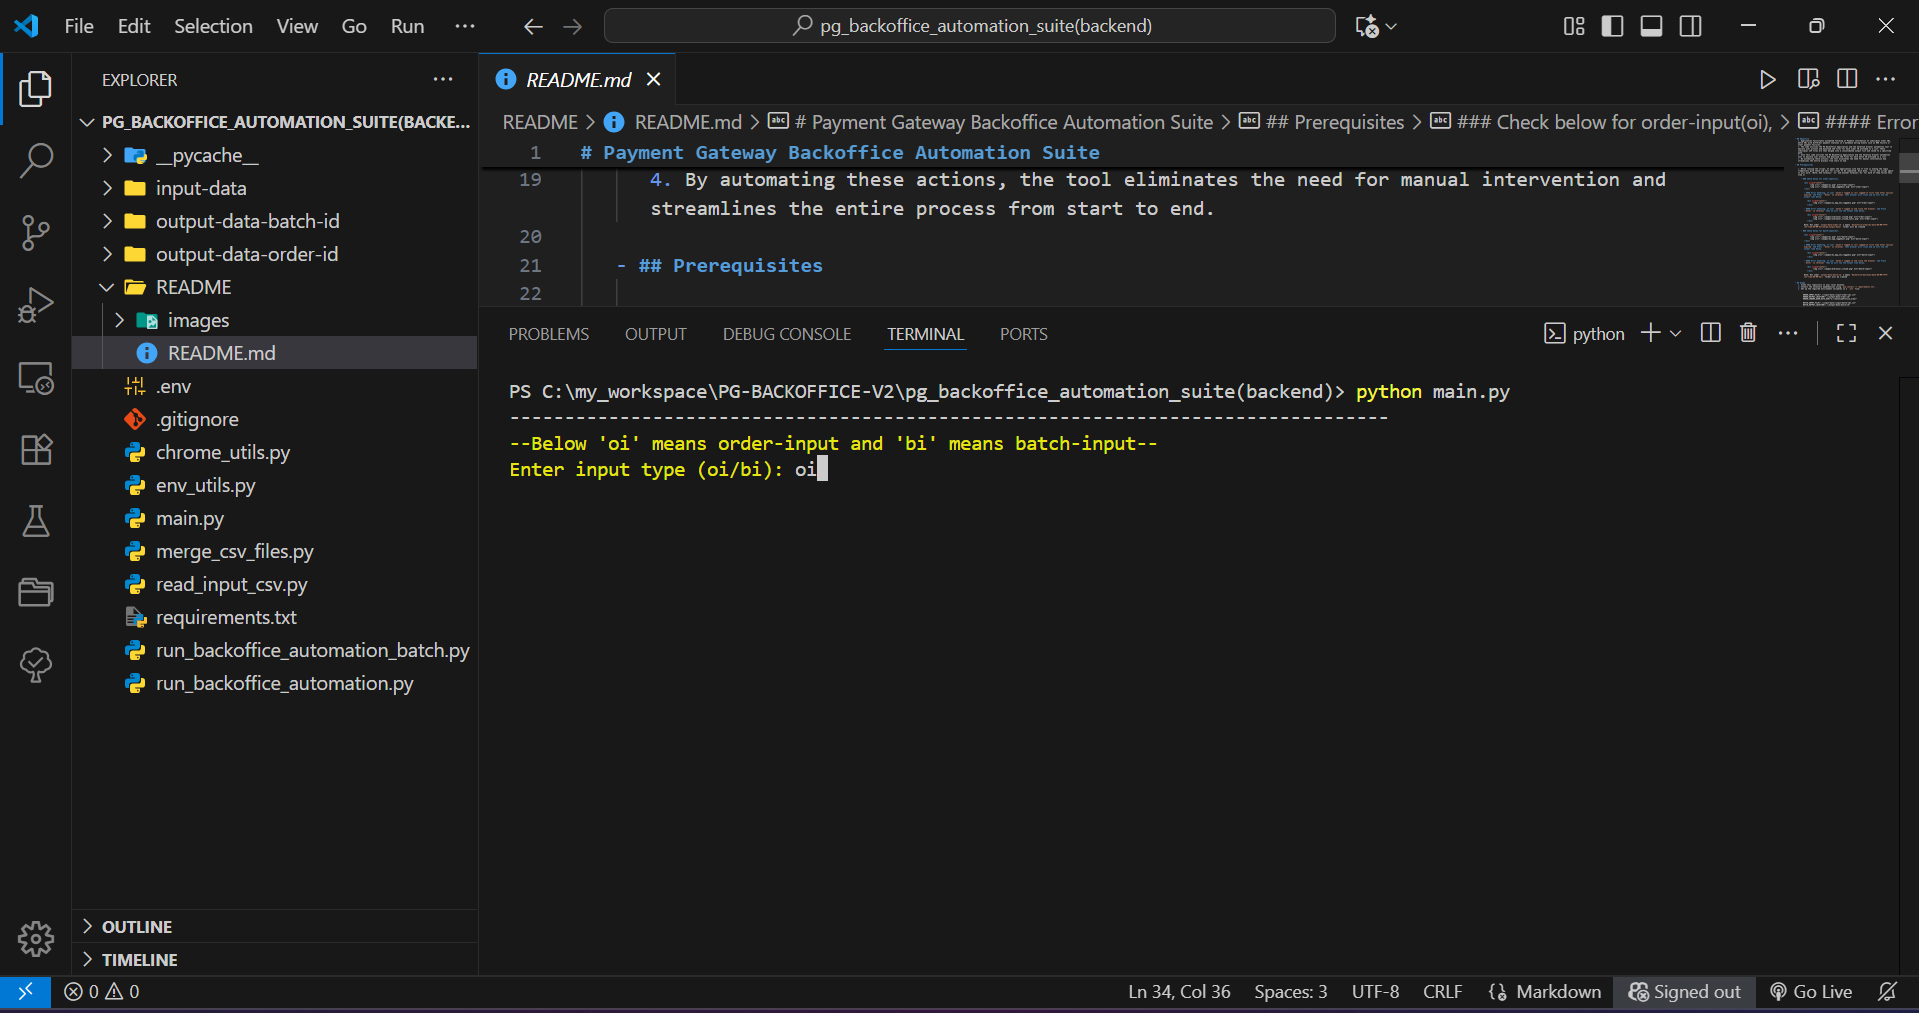 File Edit Selection View Go Run ···
pg_backoffice_automation_suite(backend)
EXPLORER
PG_BACKOFFICE_AUTOMATION_SUITE(BACKE...
__pycache__
input-data
output-data-batch-id
output-data-order-id
README
images
README.md
.env
.gitignore
chrome_utils.py
env_utils.py
main.py
merge_csv_files.py
read_input_csv.py
requirements.txt
run_backoffice_automation_batch.py
run_backoffice_automation.py
OUTLINE
TIMELINE
README.md
README > README.md > # Payment Gateway Backoffice Automation Suite > ## Prerequisites > ### Check below for order-input(oi), > #### Error
1 # Payment Gateway Backoffice Automation Suite
19 4. By automating these actions, the tool eliminates the need for manual intervention and
streamlines the entire process from start to end.
20
21 - ## Prerequisites
22
PROBLEMS OUTPUT DEBUG CONSOLE TERMINAL PORTS
python
PS C:\my_workspace\PG-BACKOFFICE-V2\pg_backoffice_automation_suite(backend)> python main.py
--------------------------------------------------------------------------------
--Below 'oi' means order-input and 'bi' means batch-input--
Enter input type (oi/bi): oi
0 0
Ln 34, Col 36 Spaces: 3 UTF-8 CRLF Markdown Signed out Go Live